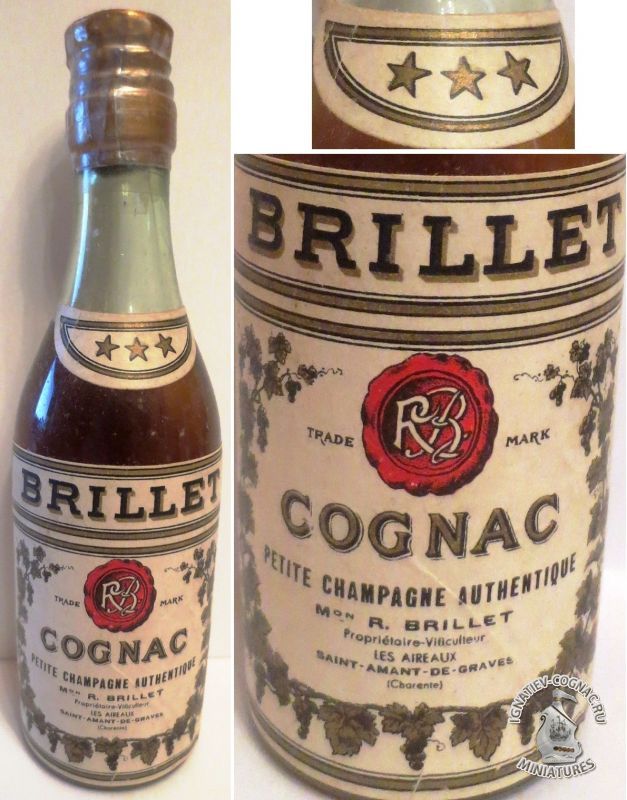 BRILLET
TRADE MARK
RB
COGNAC
PETITE CHAMPAGNE AUTHENTIQUE
Mon R. BRILLET
Propriétaire-Viticulteur
LES AIREAUX
SAINT-AMANT-DE-GRAVES
(Charente)
BRILLET
RB
TRADE MARK
COGNAC
PETITE CHAMPAGNE AUTHENTIQUE
Mon R. BRILLET
Propriétaire-Viticulteur
LES AIREAUX
SAINT-AMANT-DE-GRAVES
(Charente)
IGNATIEV-COGNAC.RU
MINIATURES